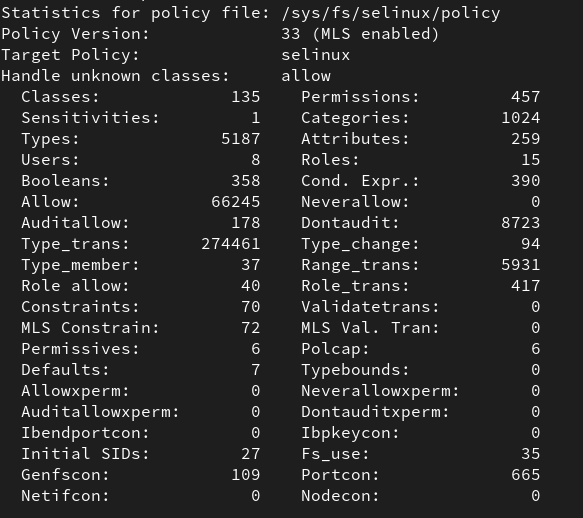 Statistics for policy file: /sys/fs/selinux/policy
Policy Version:             33 (MLS enabled)
Target Policy:              selinux
Handle unknown classes:     allow
  Classes:             135    Permissions:        457
  Sensitivities:         1    Categories:        1024
  Types:              5187    Attributes:         259
  Users:                 8    Roles:               15
  Booleans:            358    Cond. Expr.:        390
  Allow:             66245    Neverallow:           0
  Auditallow:          178    Dontaudit:         8723
  Type_trans:       274461    Type_change:         94
  Type_member:          37    Range_trans:       5931
  Role allow:           40    Role_trans:         417
  Constraints:          70    Validatetrans:        0
  MLS Constrain:        72    MLS Val. Tran:        0
  Permissives:           6    Polcap:               6
  Defaults:              7    Typebounds:           0
  Allowxperm:            0    Neverallowxperm:      0
  Auditallowxperm:       0    Dontauditxperm:       0
  Ibendportcon:          0    Ibpkeycon:            0
  Initial SIDs:         27    Fs_use:              35
  Genfscon:            109    Portcon:            665
  Netifcon:              0    Nodecon:              0